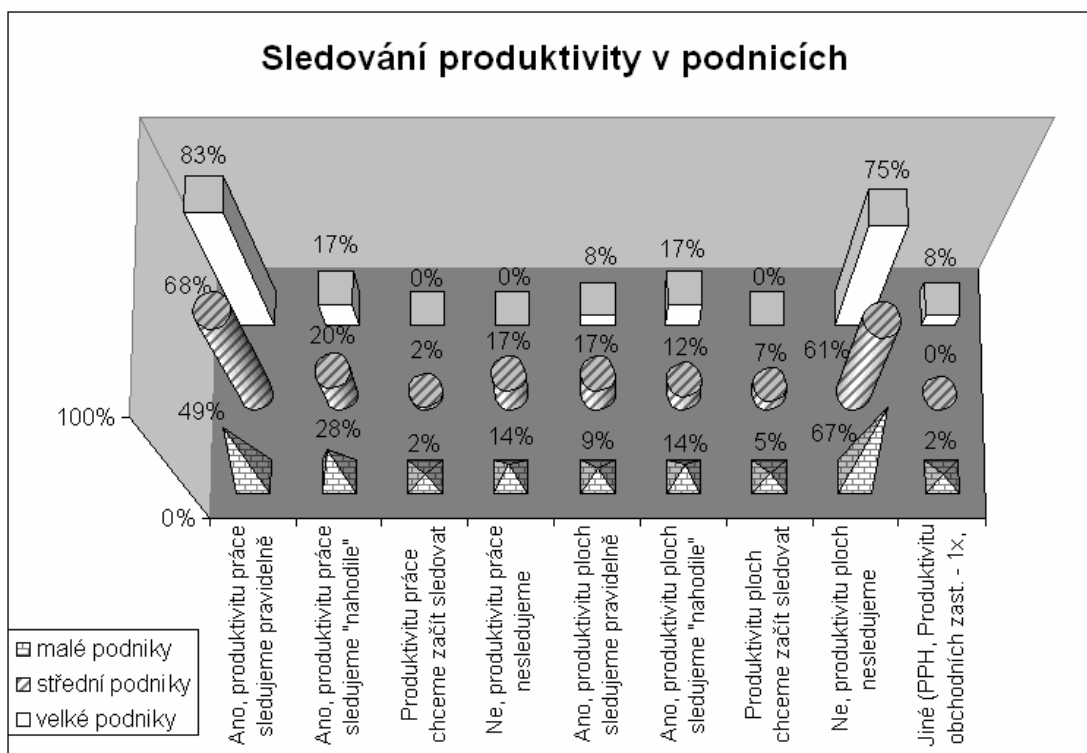 Sledování produktivity v podnicích
83%
17%
0%
0%
8%
17%
0%
75%
8%
68%
20%
2%
17%
17%
12%
7%
61%
0%
49%
28%
2%
14%
9%
14%
5%
67%
2%
100%
0%
Ano, produktivitu práce
sledujeme pravidelně
Ano, produktivitu práce
sledujeme "nahodile"
Produktivitu práce
chceme začít sledovat
Ne, produktivitu práce
nesledujeme
Ano, produktivitu ploch
sledujeme pravidelně
Ano, produktivitu ploch
sledujeme "nahodile"
Produktivitu ploch
chceme začít sledovat
Ne, produktivitu ploch
nesledujeme
Jiné (PPH, Produktivitu
obchodních zast. - 1x,
malé podniky
střední podniky
velké podniky